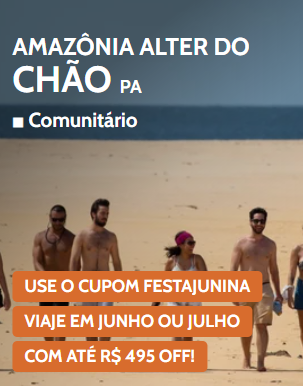 AMAZÔNIA ALTER DO
CHÃO PA
■ Comunitário
USE O CUPOM FESTAJUNINA
VIAJE EM JUNHO OU JULHO
COM ATÉ R$ 495 OFF!